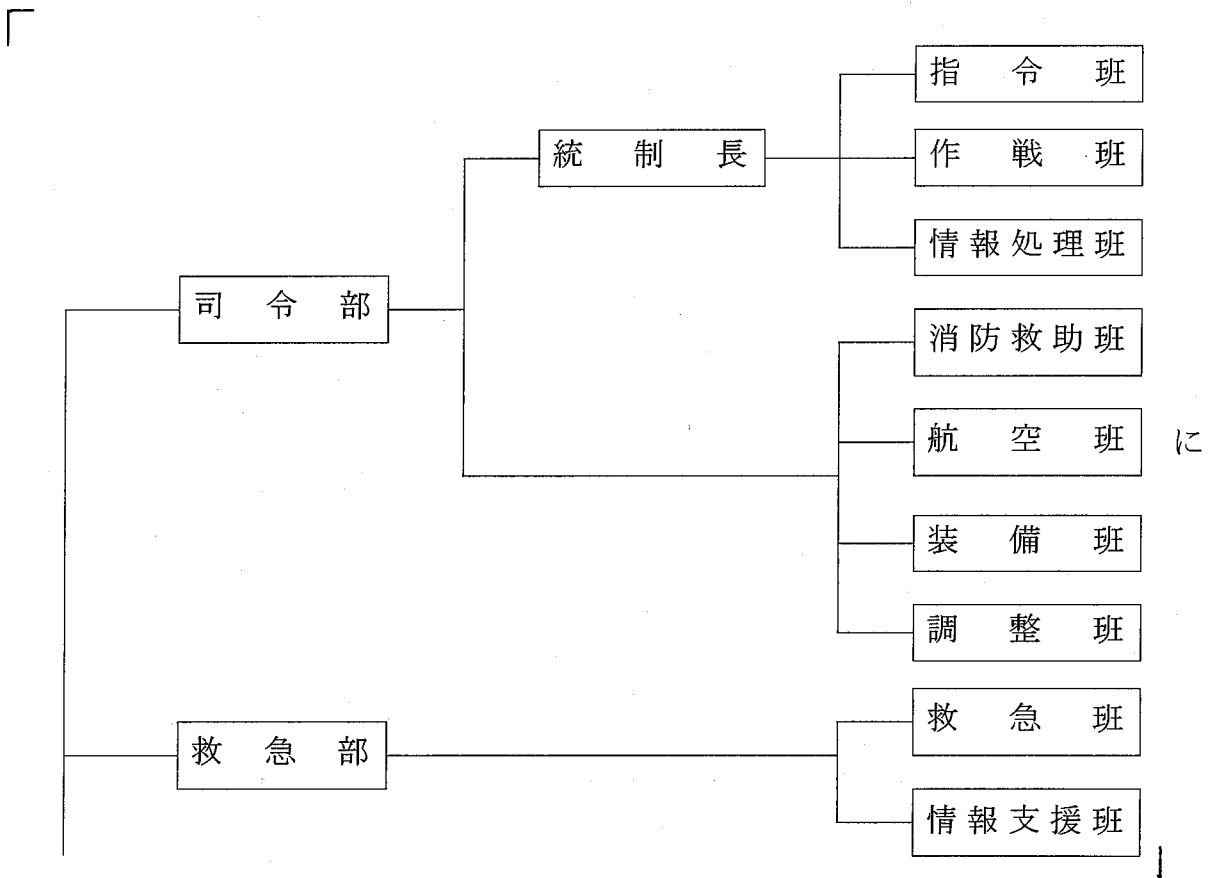 「
指令班
統制長
作戦班
情報処理班
司令部
消防救助班
航空班
に
装備班
調整班
救急部
救急班
情報支援班
」